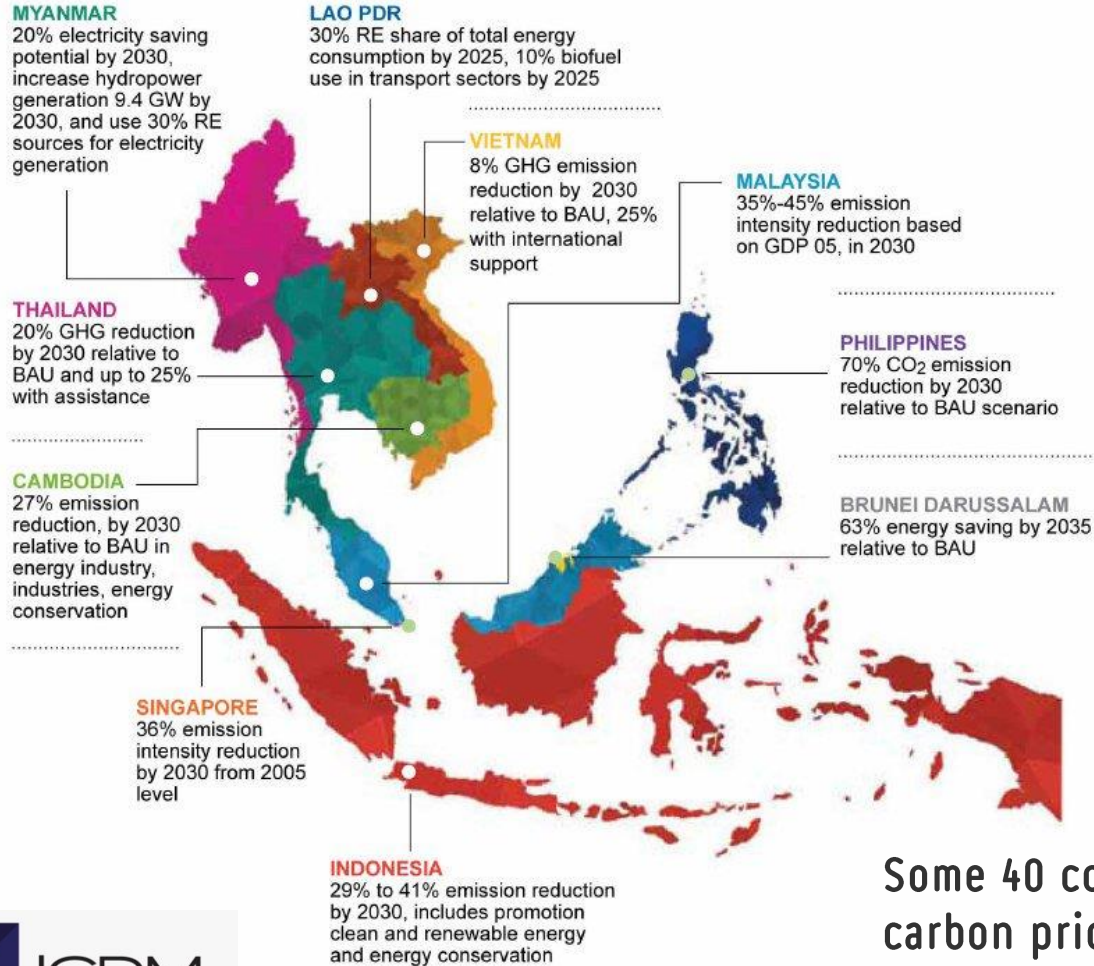 MYANMAR
20% electricity saving
potential by 2030,
increase hydropower
generation 9.4 GW by
2030, and use 30% RE
sources for electricity
generation
LAO PDR
30% RE share of total energy
consumption by 2025, 10% biofuel
use in transport sectors by 2025
VIETNAM
8% GHG emission
reduction by 2030
relative to BAU, 25%
with international
support
MALAYSIA
35%-45% emission
intensity reduction based
on GDP 05, in 2030
THAILAND
20% GHG reduction
by 2030 relative to
BAU and up to 25%
with assistance
PHILIPPINES
70% CO2 emission
reduction by 2030
relative to BAU scenario
CAMBODIA
27% emission
reduction, by 2030
relative to BAU in
energy industry,
industries, energy
conservation
BRUNEI DARUSSALAM
63% energy saving by 2035
relative to BAU
SINGAPORE
36% emission
intensity reduction
by 2030 from 2005
level
INDONESIA
29% to 41% emission reduction
by 2030, includes promotion
clean and renewable energy
and energy conservation
Some 40
carbon